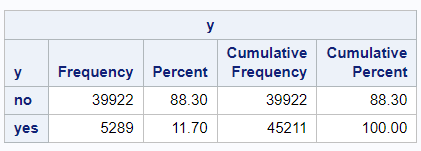 y
y Frequency Percent Cumulative Frequency Cumulative Percent
no 39922 88.30 39922 88.30
yes 5289 11.70 45211 100.00